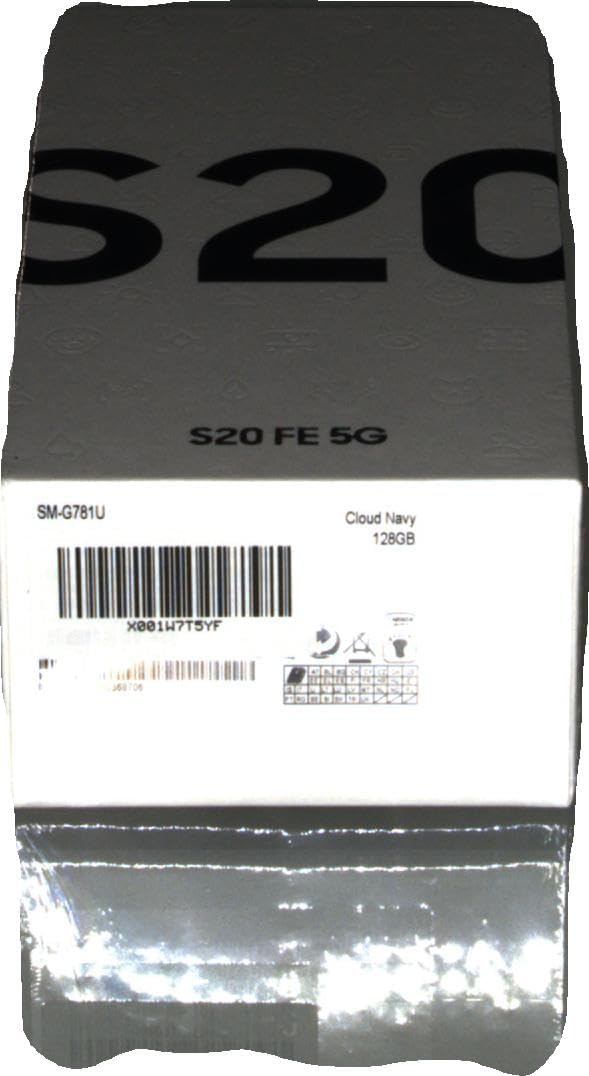 S20
S20 FE 5G
SM-G781U
Cloud Navy
128GB
X001W7T5YF